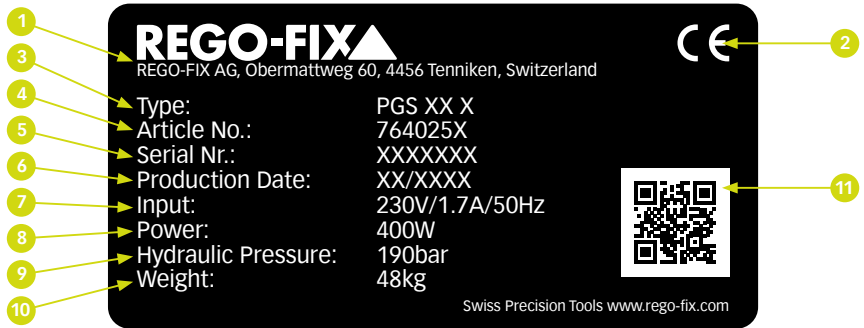 1
REGO-FIX
CE
2
3
REGO-FIX AG, Obermattweg 60, 4456 Tenniken, Switzerland
4
Type: PGS XX X
Article No.: 764025X
5
Serial Nr.: XXXXXXX
6
Production Date: XX/XXXX
11
7
Input: 230V/1.7A/50Hz
8
Power: 400W
9
Hydraulic Pressure: 190bar
10
Weight: 48kg
Swiss Precision Tools www.rego-fix.com